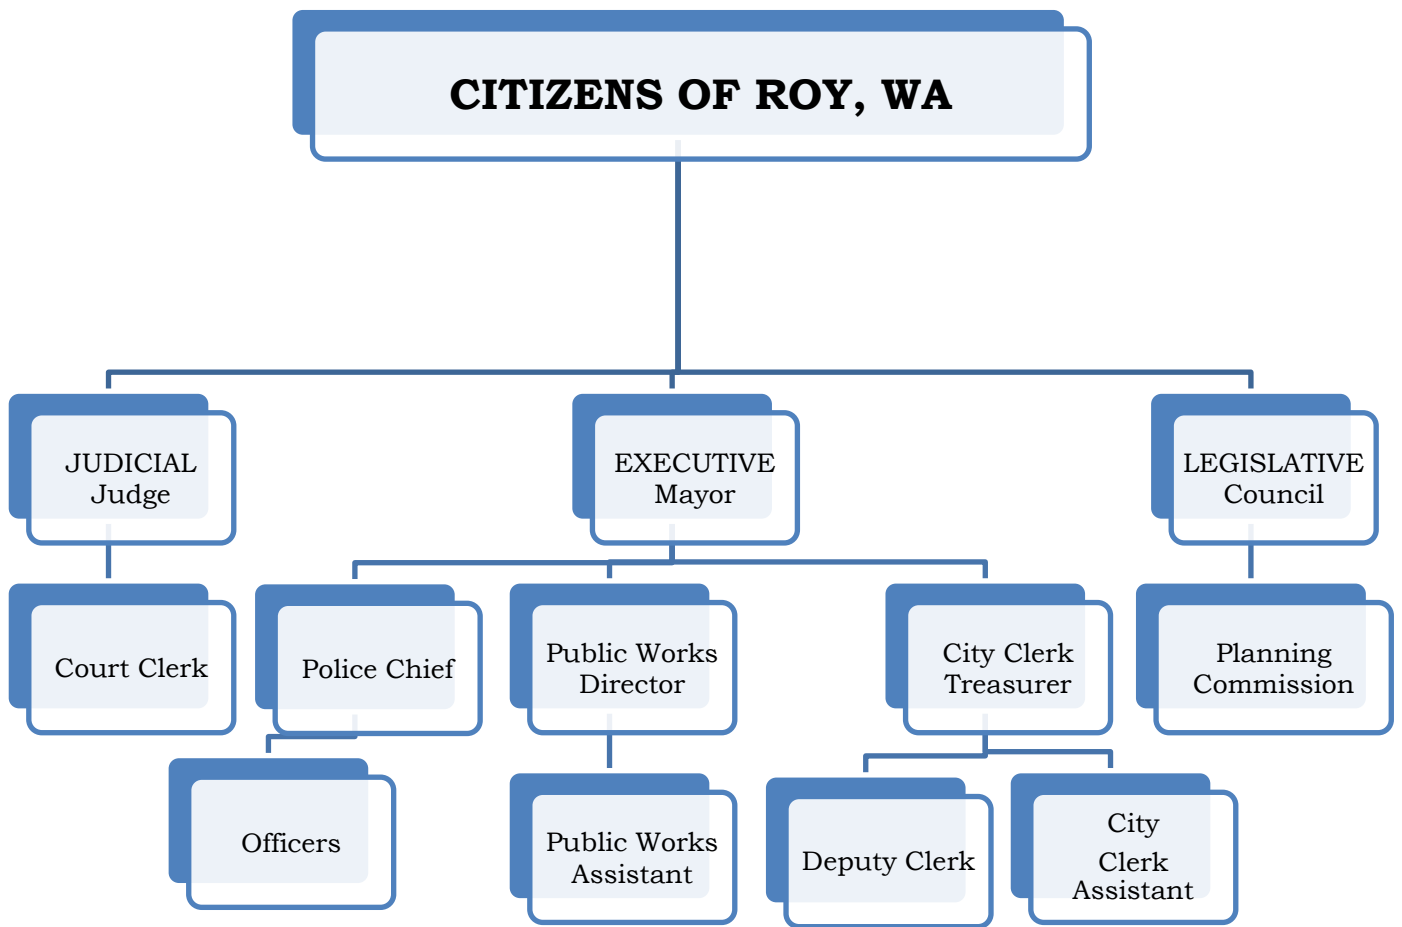 CITIZENS OF ROY, WA
JUDICIAL
Judge
EXECUTIVE
Mayor
LEGISLATIVE
Council
Court Clerk
Police Chief
Public Works
Director
City Clerk
Treasurer
Planning
Commission
Officers
Public Works
Assistant
Deputy Clerk
City
Clerk
Assistant